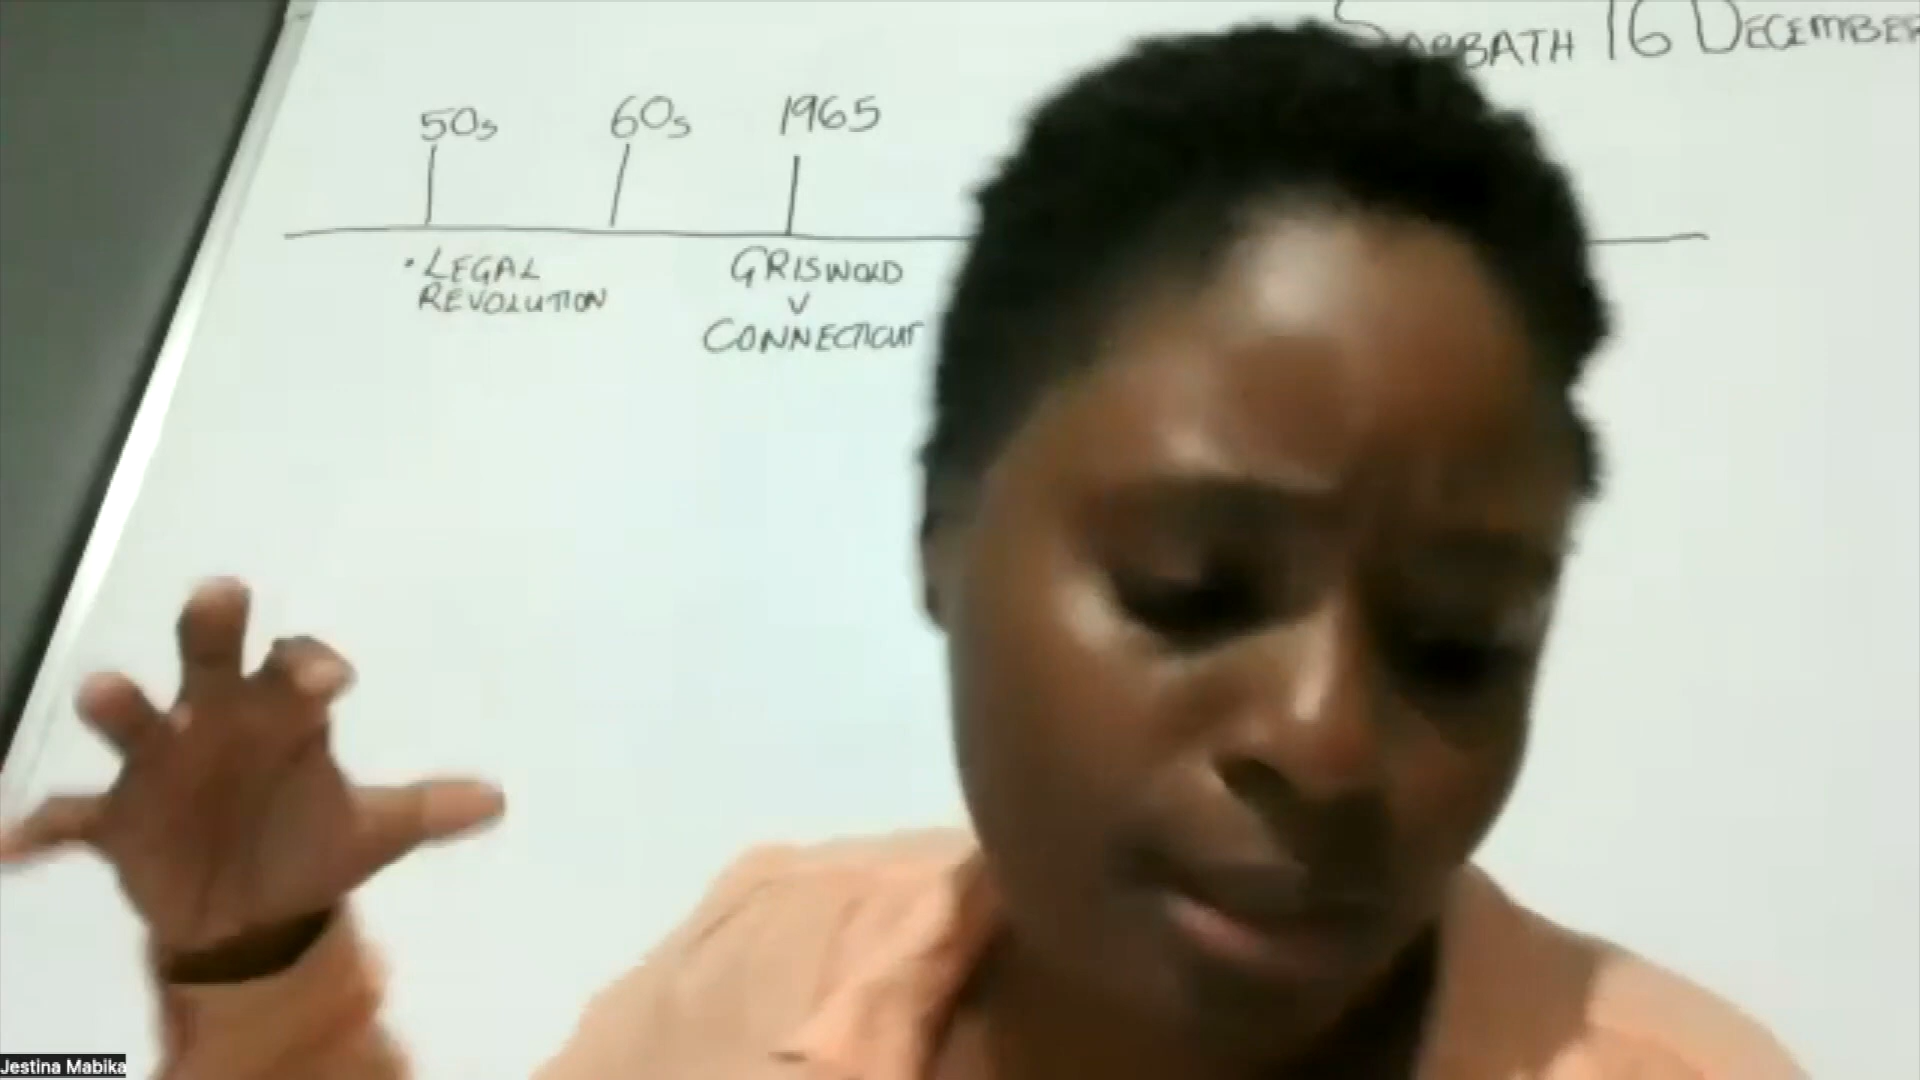 SABBATH 16 DECEMBER
50s 60s 1965
• LEGAL
REVOLUTION
GRISWOLD
V
CONNECTICUT
Jestina Mabika